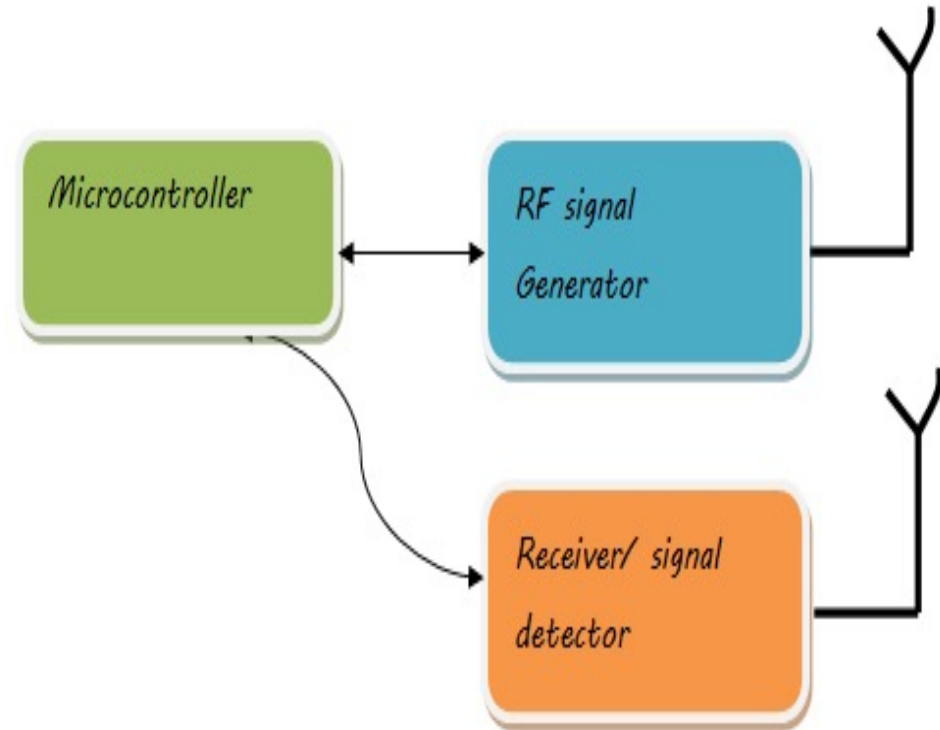 Microcontroller
RF signal
Generator
Receiver/ signal
detector